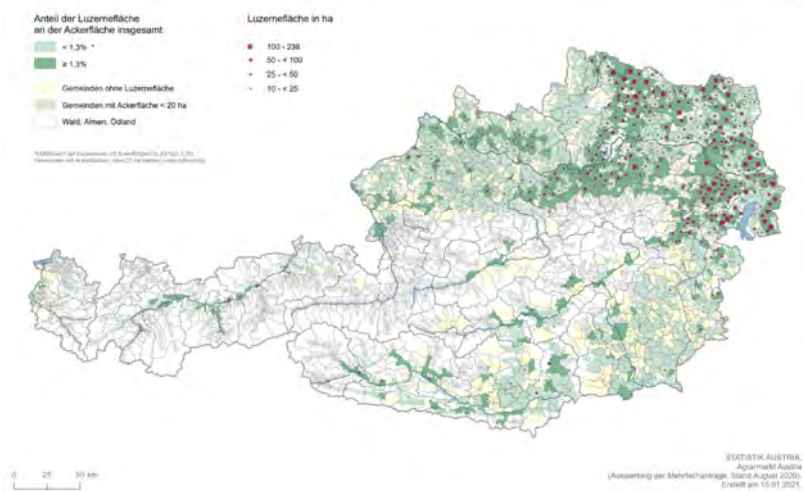 Anteil der Luzernefläche
an der Ackerfläche insgesamt
< 1,3% *
≥ 1,3%
Gemeinden ohne Luzernefläche
Gemeinden mit Ackerfläche < 20 ha
Wald, Almen, Ödland
Luzernefläche in ha
100 - 238
50 - < 100
25 - < 50
10 - < 25
0 25 50 km
STATISTIK AUSTRIA,
Agrarmarkt Austria
(Auswertung der Mehrfachanträge, Stand August 2020).
Erstellt am 15.01.2021.